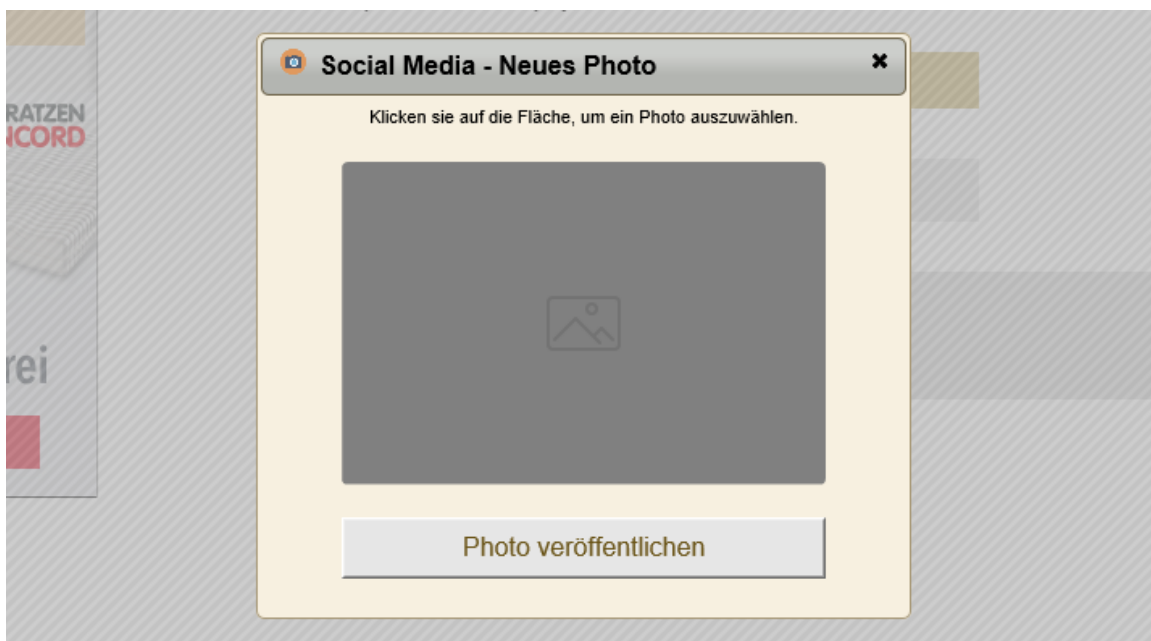 Social Media - Neues Photo
Klicken sie auf die Fläche, um ein Photo auszuwählen.
RATZEN
NCORD
rei
Photo veröffentlichen